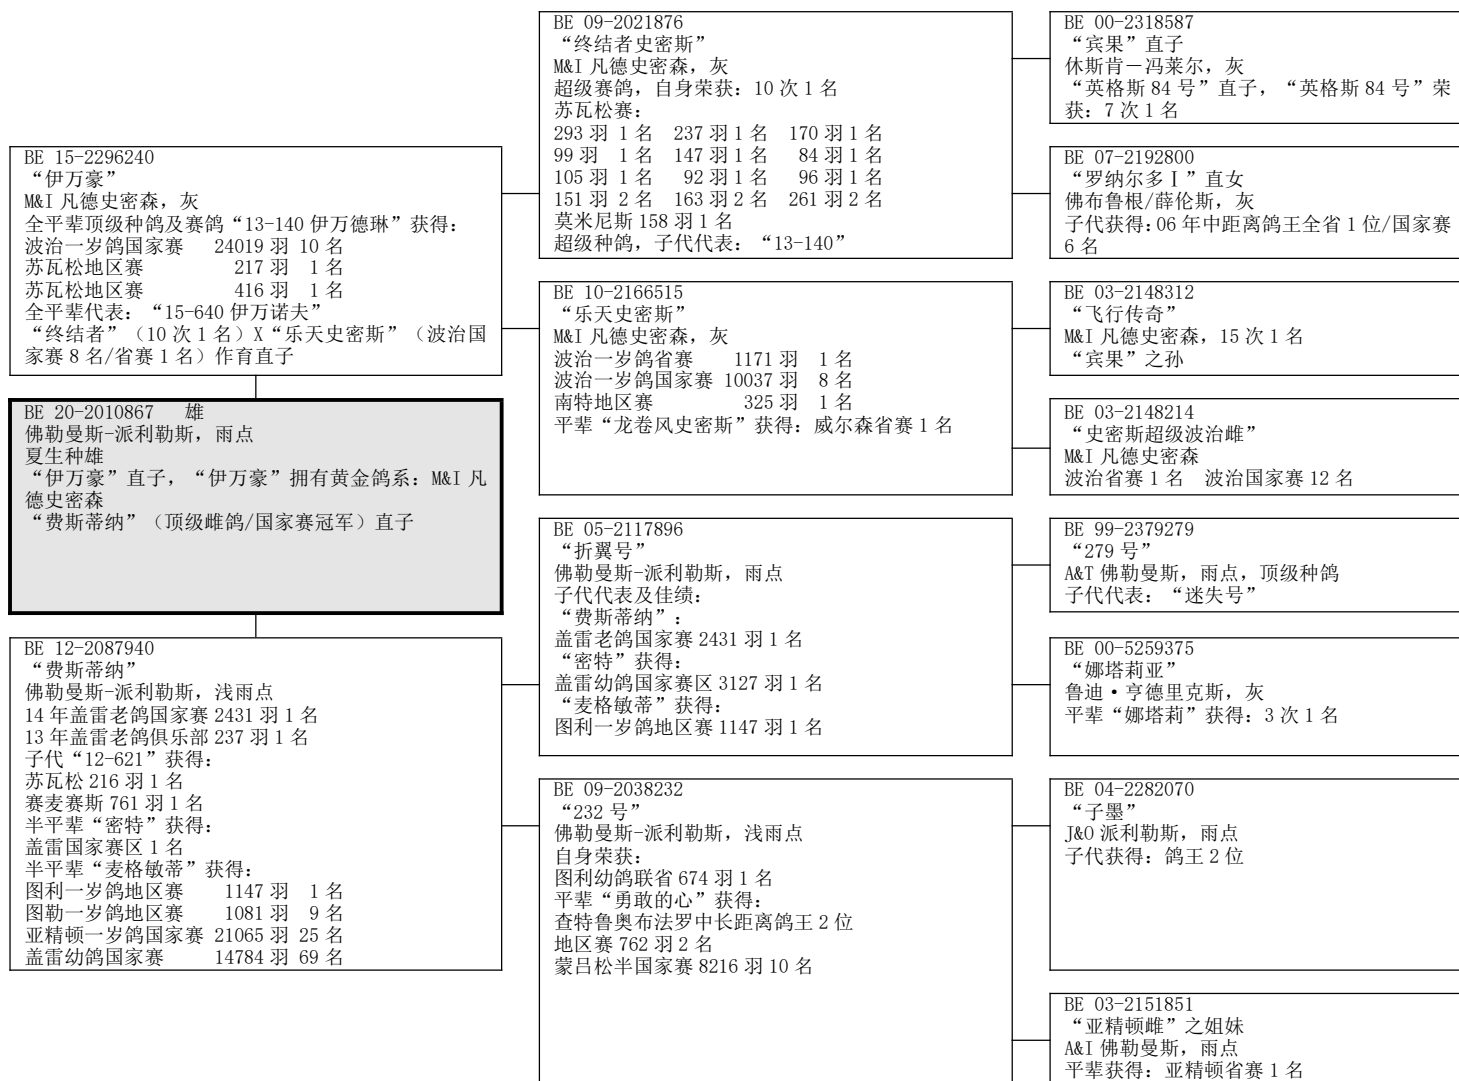 BE 15-2296240
“伊万豪”
M&I 凡德史密森，灰
全平辈顶级种鸽及赛鸽“13-140 伊万德琳”获得：
波治一岁鸽国家赛 24019 羽 10 名
苏瓦松地区赛 217 羽 1 名
苏瓦松地区赛 416 羽 1 名
全平辈代表：“15-640 伊万诺夫”
“终结者”（10 次 1 名）X“乐天史密斯”（波治国
家赛 8 名/省赛 1 名）作育直子
BE 20-2010867 雄
佛勒曼斯-派利勒斯，雨点
夏生种雄
“伊万豪”直子，“伊万豪”拥有黄金鸽系：M&I 凡
德史密森
“费斯蒂纳”（顶级雌鸽/国家赛冠军）直子
BE 12-2087940
“费斯蒂纳”
佛勒曼斯-派利勒斯，浅雨点
14 年盖雷老鸽国家赛 2431 羽 1 名
13 年盖雷老鸽俱乐部 237 羽 1 名
子代“12-621”获得：
苏瓦松 216 羽 1 名
赛麦赛斯 761 羽 1 名
半平辈“密特”获得：
盖雷国家赛区 1 名
半平辈“麦格敏蒂”获得：
图利一岁鸽地区赛 1147 羽 1 名
图勒一岁鸽地区赛 1081 羽 9 名
亚精顿一岁鸽国家赛 21065 羽 25 名
盖雷幼鸽国家赛 14784 羽 69 名
BE 09-2021876
“终结者史密斯”
M&I 凡德史密森，灰
超级赛鸽，自身荣获：10 次 1 名
苏瓦松赛：
293 羽 1 名 237 羽 1 名 170 羽 1 名
99 羽 1 名 147 羽 1 名 84 羽 1 名
105 羽 1 名 92 羽 1 名 96 羽 1 名
151 羽 2 名 163 羽 2 名 261 羽 2 名
莫米尼斯 158 羽 1 名
超级种鸽，子代代表：“13-140”
BE 10-2166515
“乐天史密斯”
M&I 凡德史密森，灰
波治一岁鸽省赛 1171 羽 1 名
波治一岁鸽国家赛 10037 羽 8 名
南特地区赛 325 羽 1 名
平辈“龙卷风史密斯”获得：威尔森省赛 1 名
BE 05-2117896
“折翼号”
佛勒曼斯-派利勒斯，雨点
子代代表及佳绩：
“费斯蒂纳”：
盖雷老鸽国家赛 2431 羽 1 名
“密特”获得：
盖雷幼鸽国家赛区 3127 羽 1 名
“麦格敏蒂”获得：
图利一岁鸽地区赛 1147 羽 1 名
BE 09-2038232
“232 号”
佛勒曼斯-派利勒斯，浅雨点
自身荣获：
图利幼鸽联省 674 羽 1 名
平辈“勇敢的心”获得：
查特鲁奥布法罗中长距离鸽王 2 位
地区赛 762 羽 2 名
蒙吕松半国家赛 8216 羽 10 名
BE 00-2318587
“宾果”直子
休斯肯－冯莱尔，灰
“英格斯 84 号”直子，“英格斯 84 号”荣
获：7 次 1 名
BE 07-2192800
“罗纳尔多Ⅰ”直女
佛布鲁根/薛伦斯，灰
子代获得：06 年中距离鸽王全省 1 位/国家赛
6 名
BE 03-2148312
“飞行传奇”
M&I 凡德史密森，15 次 1 名
“宾果”之孙
BE 03-2148214
“史密斯超级波治雌”
M&I 凡德史密森
波治省赛 1 名 波治国家赛 12 名
BE 99-2379279
“279 号”
A&T 佛勒曼斯，雨点，顶级种鸽
子代代表：“迷失号”
BE 00-5259375
“娜塔莉亚”
鲁迪·亨德里克斯，灰
平辈“娜塔莉”获得：3 次 1 名
BE 04-2282070
“子墨”
J&O 派利勒斯，雨点
子代获得：鸽王 2 位
BE 03-2151851
“亚精顿雌”之姐妹
A&I 佛勒曼斯，雨点
平辈获得：亚精顿省赛 1 名